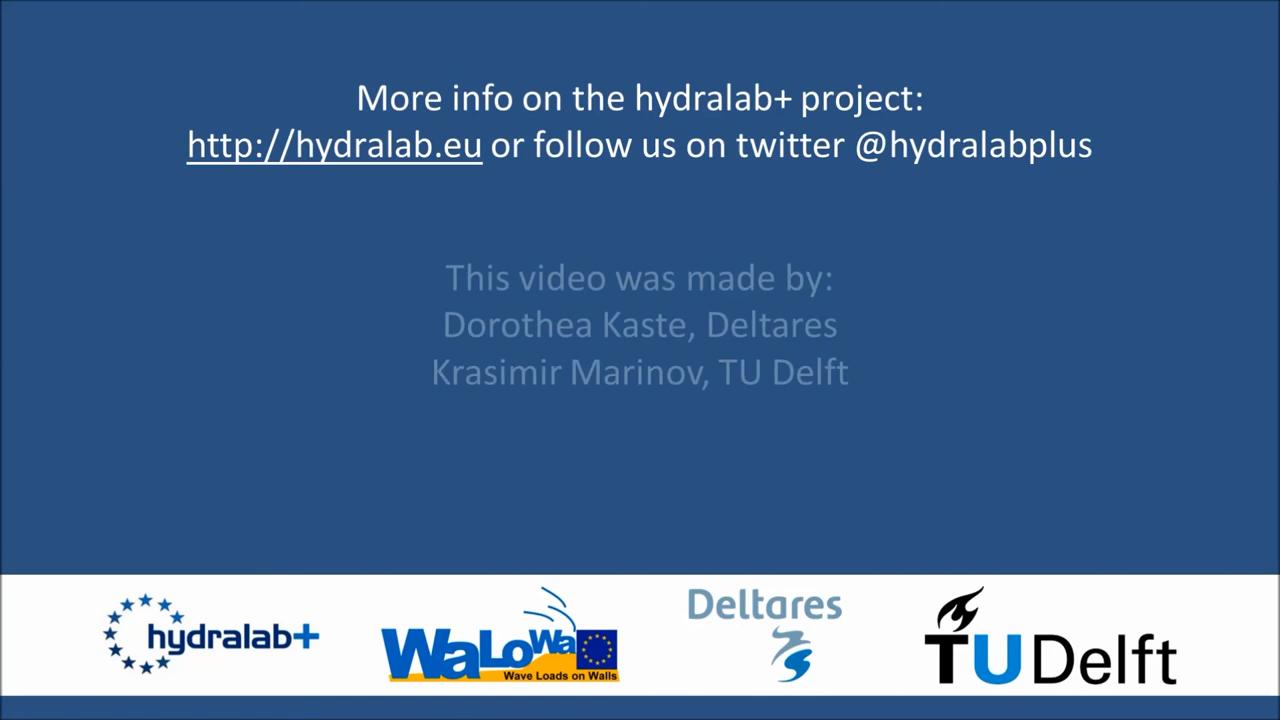 More info on the hydralab+ project:
http://hydralab.eu or follow us on twitter @hydralabplus
This video was made by:
Dorothea Kaste, Deltares
Krasimir Marinov, TU Delft
hydralab+
WaLoWa
Wave Loads on Walls
Deltares
TU Delft